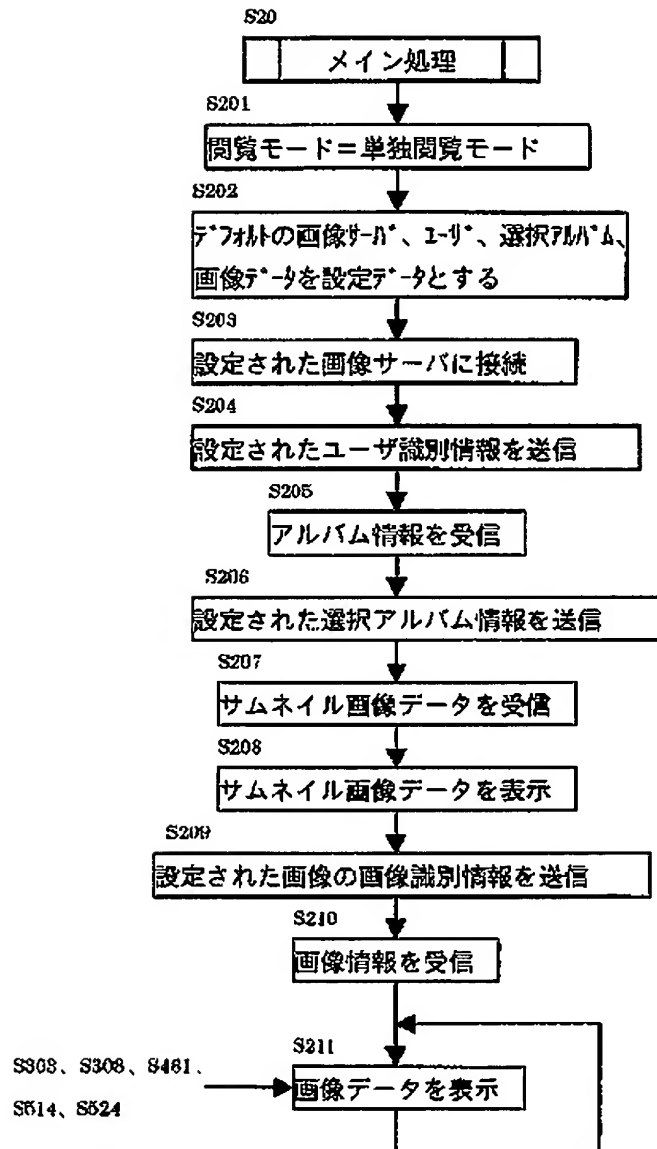 S20
メイン処理
S201
閲覧モード＝単独閲覧モード
S202
ﾃﾞﾌｫﾙﾄの画像ｻｰﾊﾞ、ﾕｰｻﾞ、選択ｱﾙﾊﾞﾑ、
画像ﾃﾞｰﾀを設定ﾃﾞｰﾀとする
S203
設定された画像サーバに接続
S204
設定されたユーザ識別情報を送信
S205
アルバム情報を受信
S206
設定された選択アルバム情報を送信
S207
サムネイル画像データを受信
S208
サムネイル画像データを表示
S209
設定された画像の画像識別情報を送信
S210
画像情報を受信
S211
画像データを表示
S303、S308、S461、
S514、S524